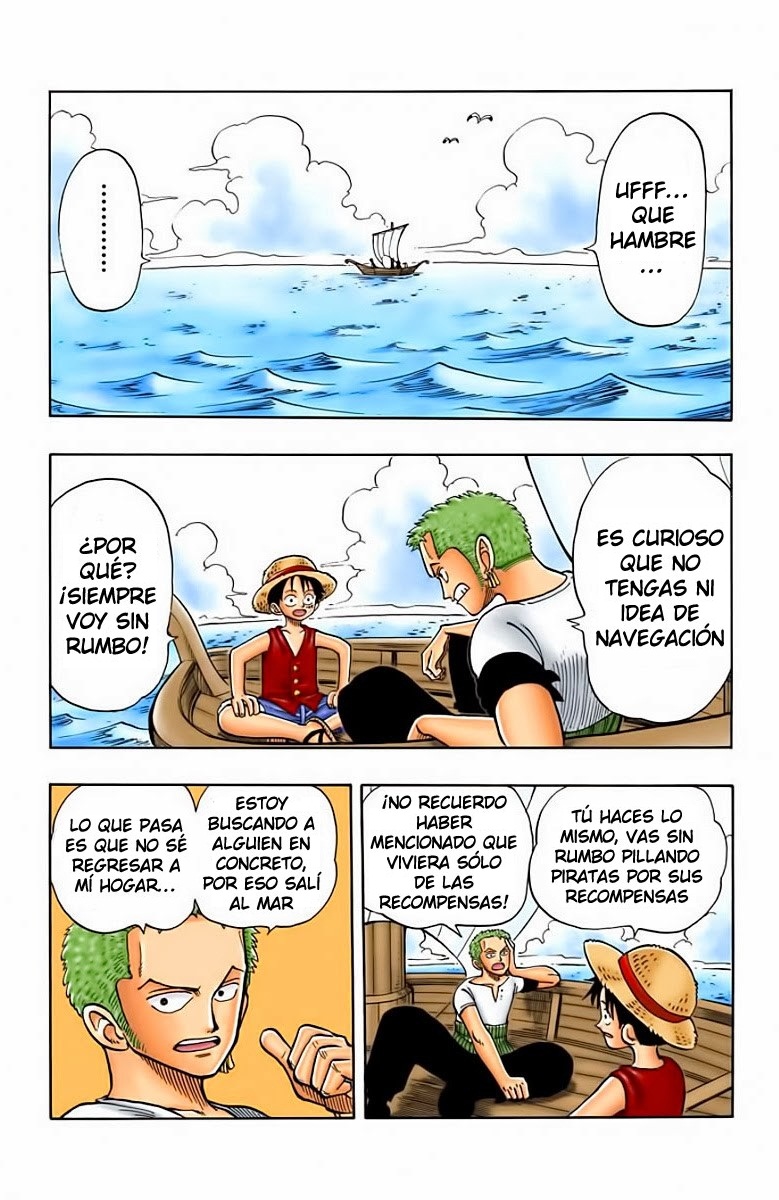 UFFF...
QUE
HAMBRE
...
..........
ES CURIOSO
QUE NO
TENGAS NI
IDEA DE
NAVEGACIÓN
¿POR
QUÉ?
¡SIEMPRE
VOY SIN
RUMBO!
TÚ HACES LO
MISMO, VAS SIN
RUMBO PILLANDO
PIRATAS POR SUS
RECOMPENSAS
¡NO RECUERDO
HABER
MENCIONADO QUE
VIVIERA SÓLO
DE LAS
RECOMPENSAS!
ESTOY
BUSCANDO A
ALGUIEN EN
CONCRETO,
POR ESO SALÍ
AL MAR
LO QUE PASA
ES QUE NO SÉ
REGRESAR A
MÍ HOGAR...